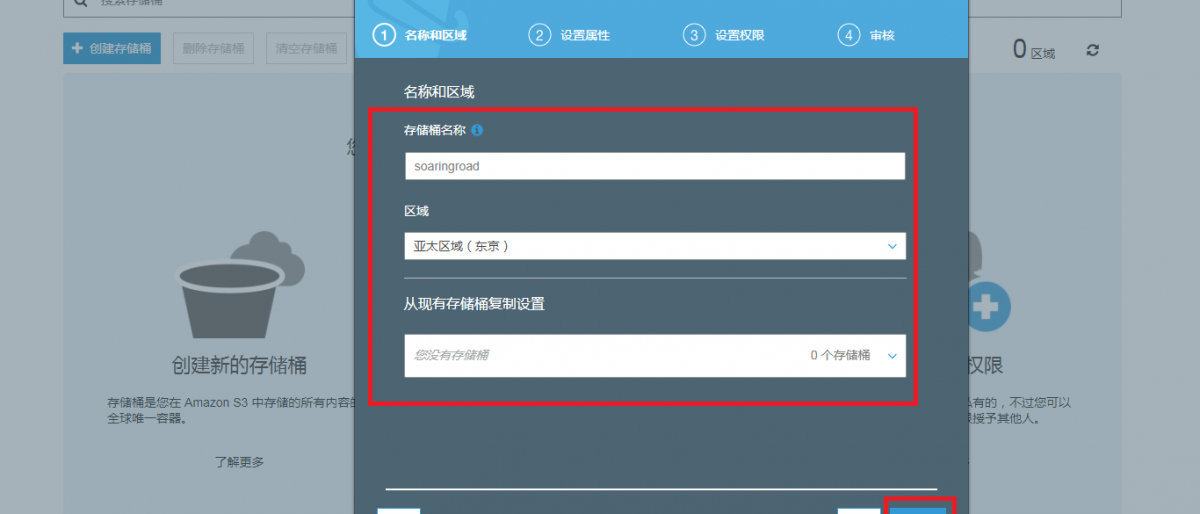 搜索存储桶
创建存储桶 删除存储桶 清空存储桶
0 区域
1 名称和区域 2 设置属性 3 设置权限 4 审核
名称和区域
存储桶名称
soaringroad
区域
亚太区域（东京）
从现有存储桶复制设置
您没有存储桶 0 个存储桶
您
创建新的存储桶
存储桶是您在 Amazon S3 中存储的所有内容的
全球唯一容器。
了解更多
权限
私有的，不过您可以
限授予其他人。